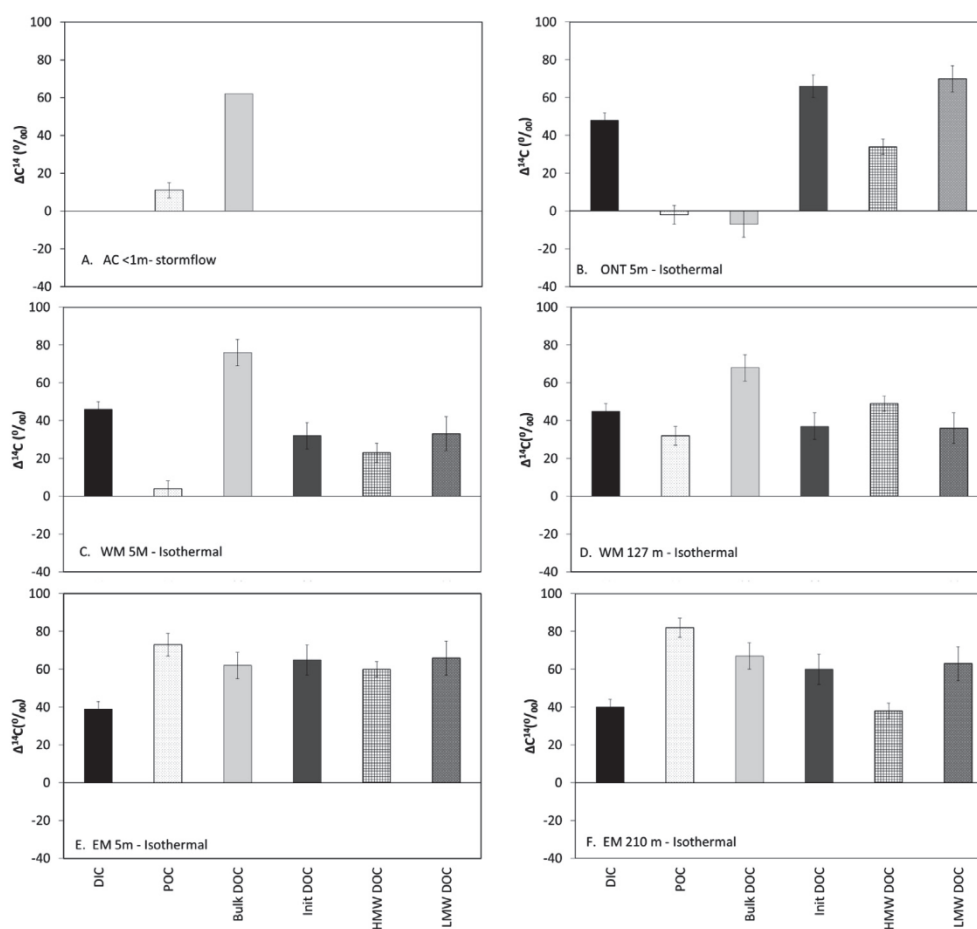 100
80
60
40
20
0
-20
-40
ΔC¹⁴ (⁰/₀₀)
A. AC <1m- stormflow
100
80
60
40
20
0
-20
-40
Δ¹⁴C (⁰/₀₀)
B. ONT 5m - Isothermal
100
80
60
40
20
0
-20
-40
Δ¹⁴C (⁰/₀₀)
C. WM 5M - Isothermal
100
80
60
40
20
0
-20
-40
Δ¹⁴C(⁰/₀₀)
D. WM 127 m - Isothermal
100
80
60
40
20
0
-20
-40
Δ¹⁴C(⁰/₀₀)
E. EM 5m - Isothermal
DIC
POC
Bulk DOC
Init DOC
HMW DOC
LMW DOC
100
80
60
40
20
0
-20
-40
ΔC¹⁴(⁰/₀₀)
F. EM 210 m - Isothermal
DIC
POC
Bulk DOC
Init DOC
HMW DOC
LMW DOC